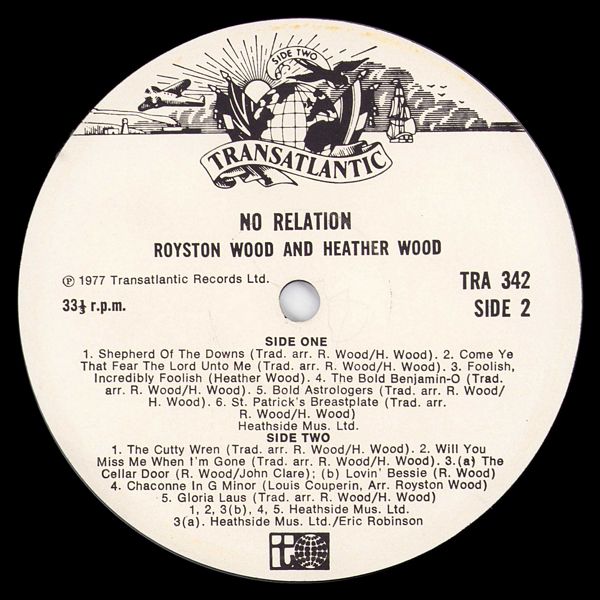 SIDE TWO
TRANSATLANTIC
NO RELATION
ROYSTON WOOD AND HEATHER WOOD
℗ 1977 Transatlantic Records Ltd.
TRA 342
33⅓ r.p.m.
SIDE 2
SIDE ONE
1. Shepherd Of The Downs (Trad. arr. R. Wood/H. Wood). 2. Come Ye
That Fear The Lord Unto Me (Trad. arr. R. Wood/H. Wood). 3. Foolish,
Incredibly Foolish (Heather Wood). 4. The Bold Benjamin-O (Trad.
arr. R. Wood/H. Wood). 5. Bold Astrologers (Trad. arr. R. Wood/
H. Wood). 6. St. Patrick's Breastplate (Trad. arr.
R. Wood/H. Wood)
Heathside Mus. Ltd.
SIDE TWO
1. The Cutty Wren (Trad. arr. R. Wood/H. Wood). 2. Will You
Miss Me When I'm Gone (Trad. arr. R. Wood/H. Wood). 3.(a) The
Cellar Door (R. Wood/John Clare); (b) Lovin' Bessie (R. Wood)
4. Chaconne In G Minor (Louis Couperin, Arr. Royston Wood)
5. Gloria Laus (Trad. arr. R. Wood/H. Wood)
1, 2, 3(b), 4, 5. Heathside Mus. Ltd.
3(a). Heathside Mus. Ltd./Eric Robinson
it